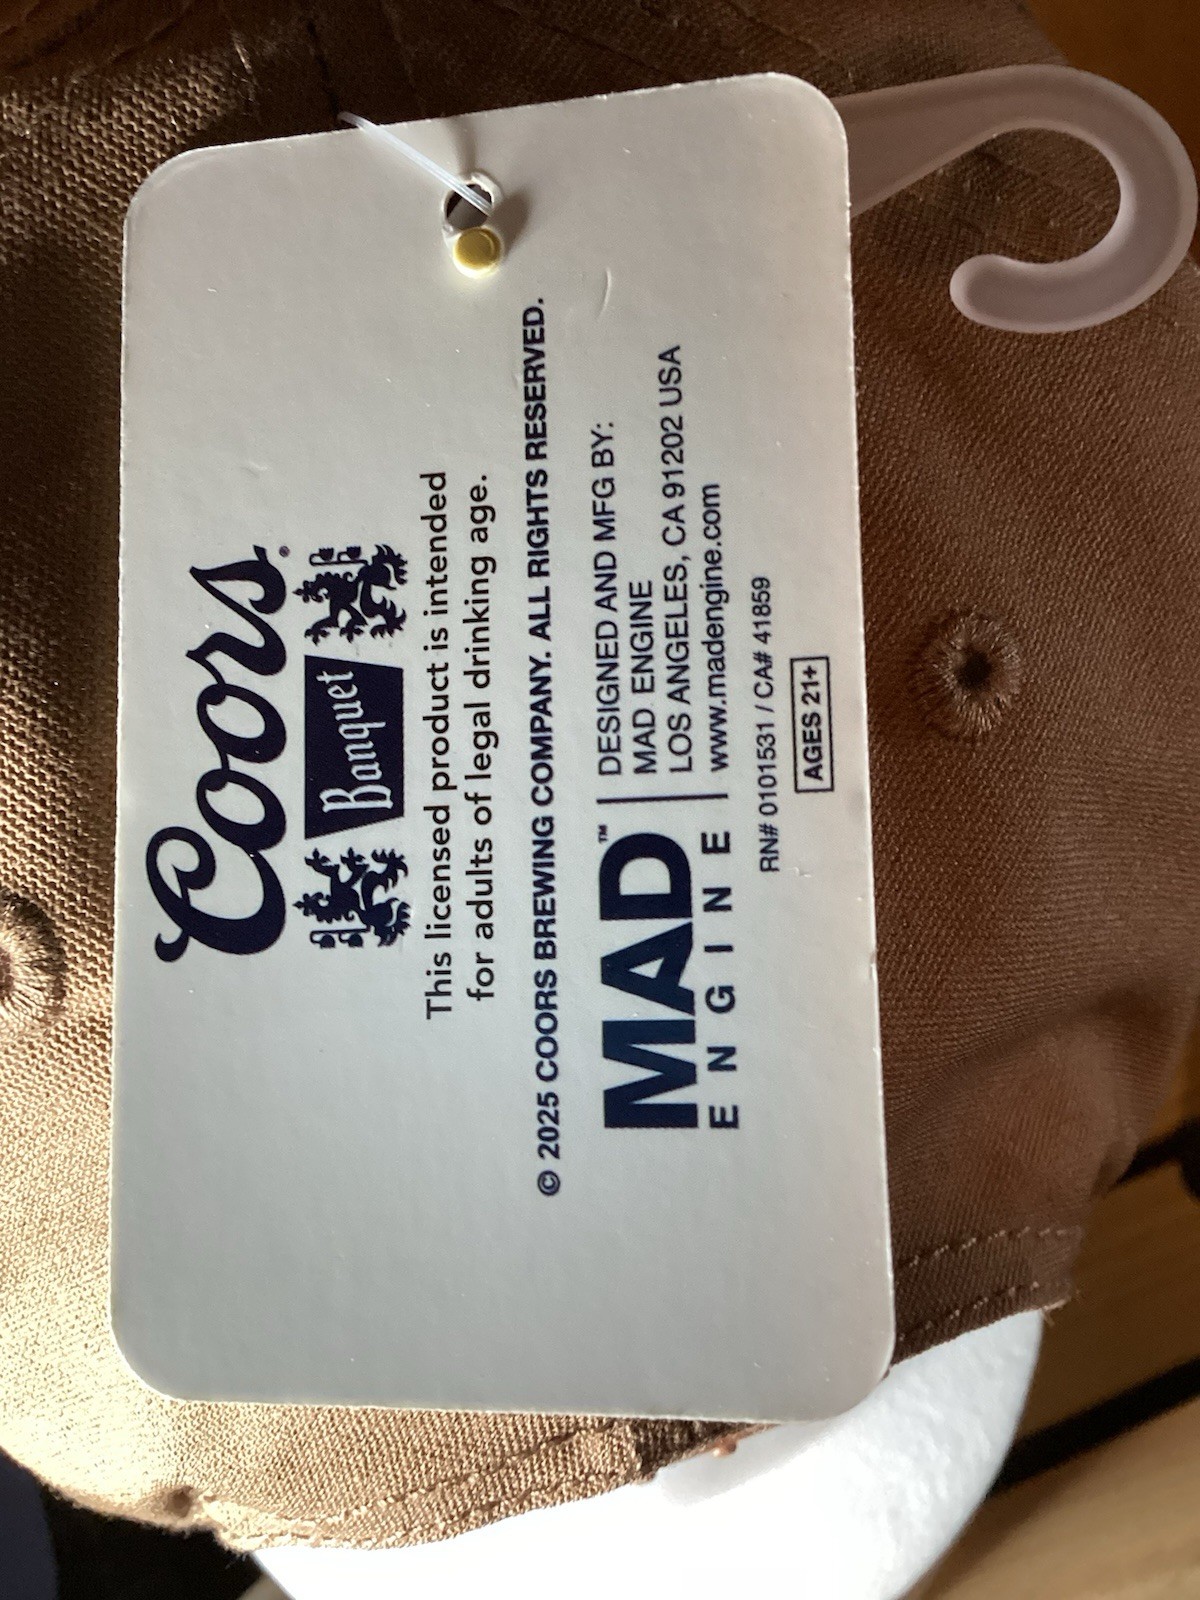 Coors®
Banquet
This licensed product is intended
for adults of legal drinking age.
© 2025 COORS BREWING COMPANY. ALL RIGHTS RESERVED.
MAD™
ENGINE
DESIGNED AND MFG BY:
MAD ENGINE
LOS ANGELES, CA 91202 USA
www.madengine.com
RN# 0101531 / CA# 41859
AGES 21+